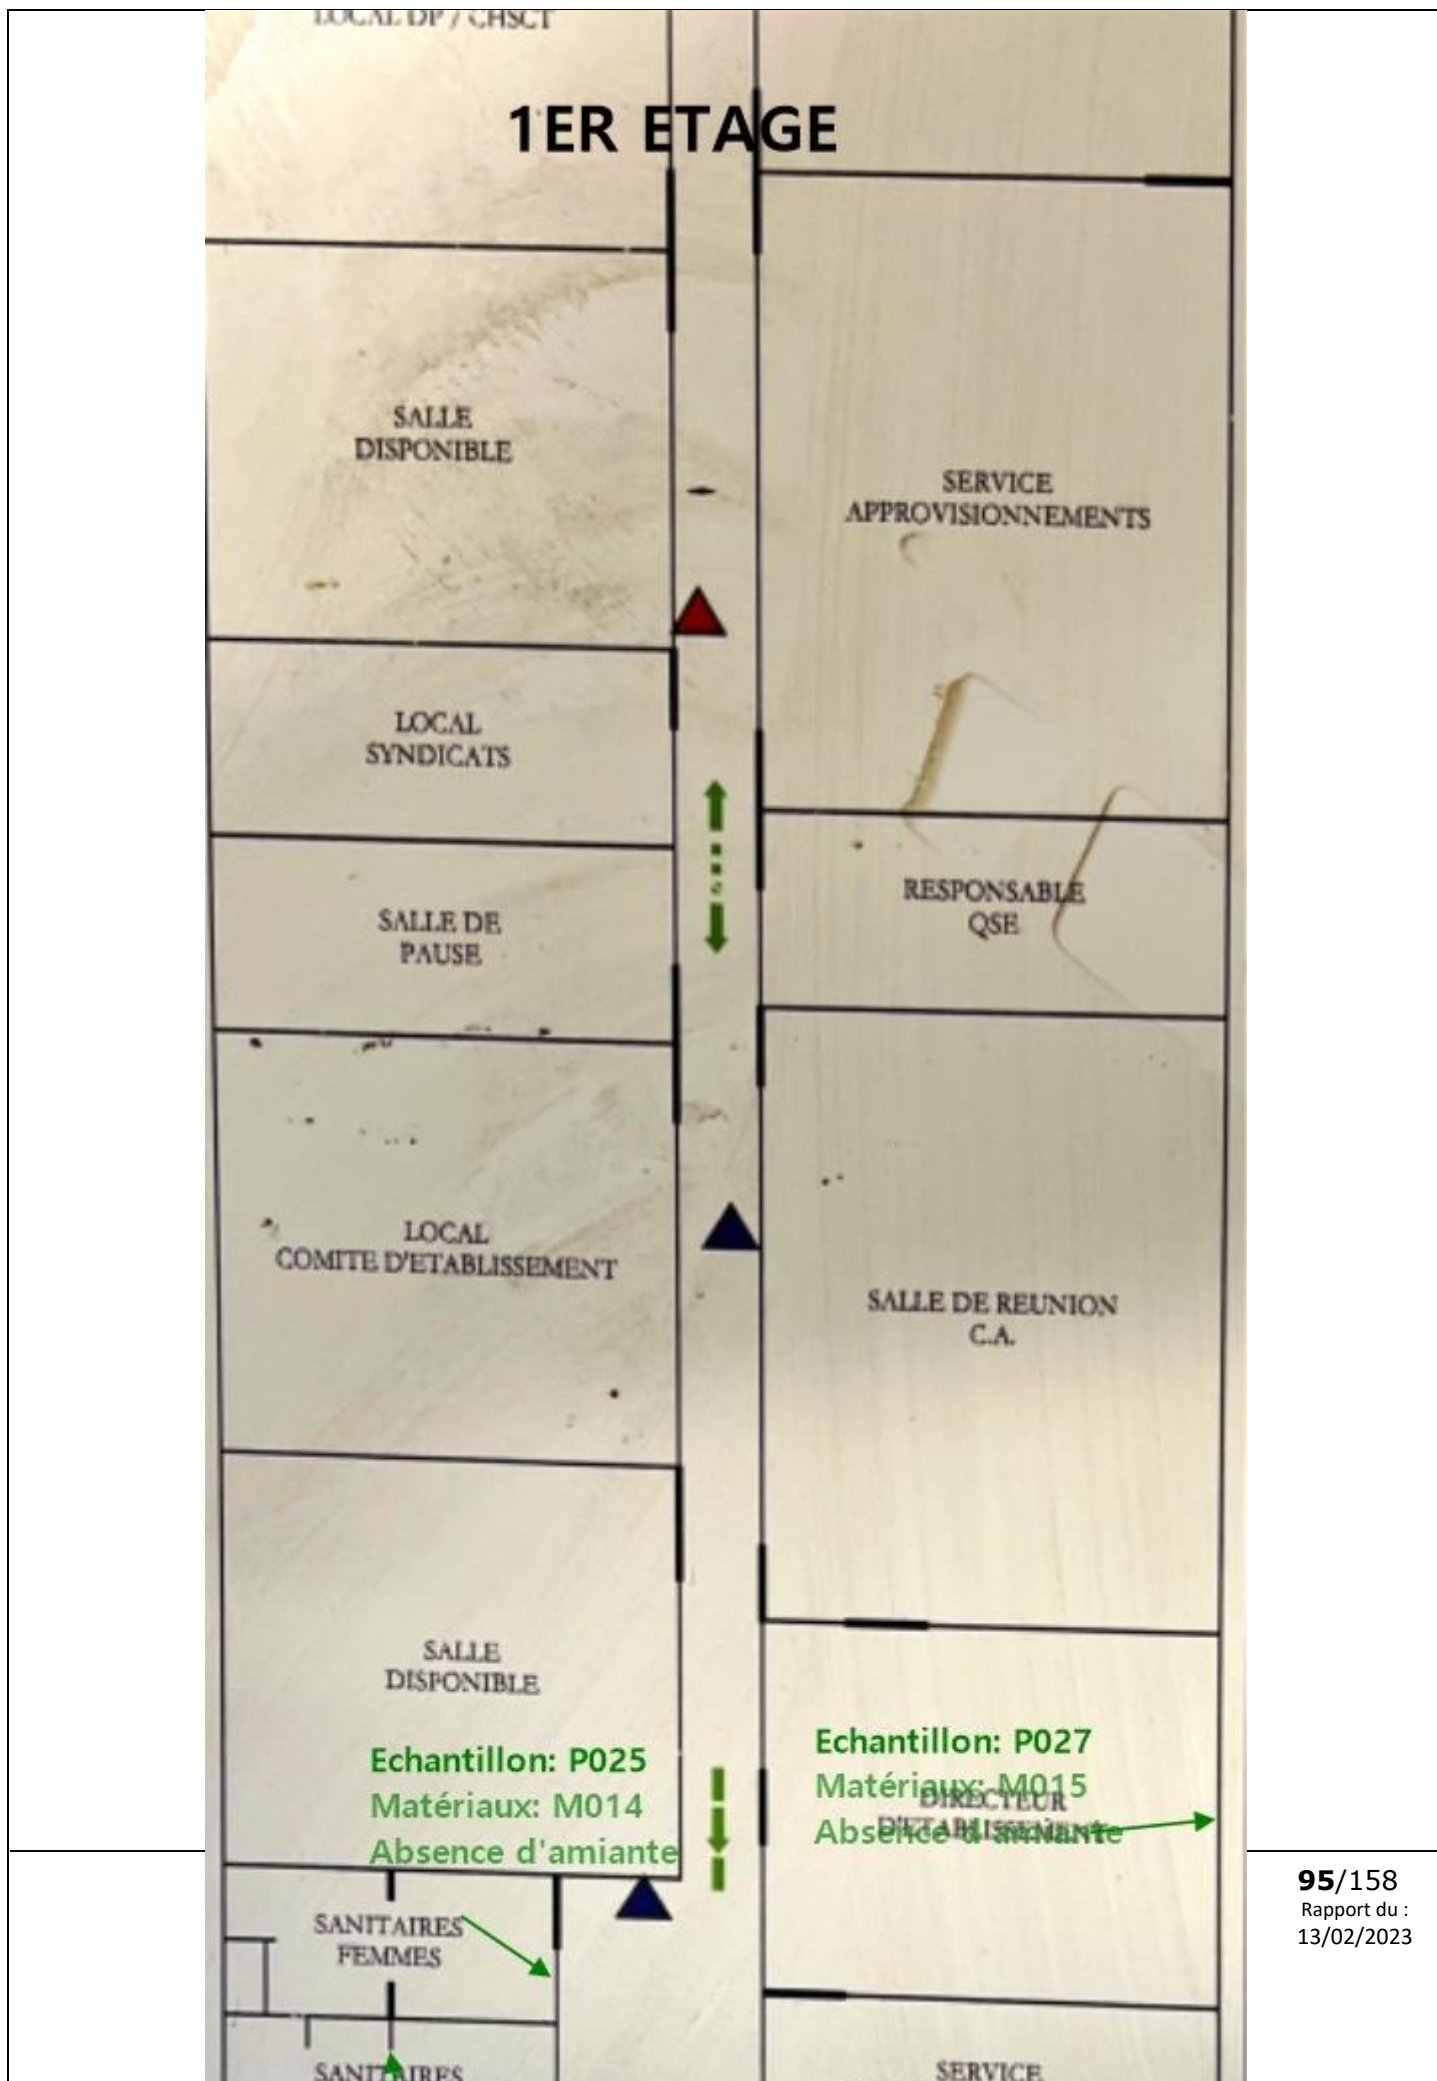 LOCAL DP / CHSCT
1ER ETAGE
SALLE
DISPONIBLE
SERVICE
APPROVISIONNEMENTS
LOCAL
SYNDICATS
RESPONSABLE
QSE
SALLE DE
PAUSE
LOCAL
COMITE D'ETABLISSEMENT
SALLE DE REUNION
C.A.
SALLE
DISPONIBLE
Echantillon: P025
Matériaux: M014
Absence d'amiante
Echantillon: P027
Matériaux: M015
Absence d'amiante
DIRECTEUR
D'ETABLISSEMENT
95/158
Rapport du :
13/02/2023
SANITAIRES
FEMMES
SANITAIRES
SERVICE